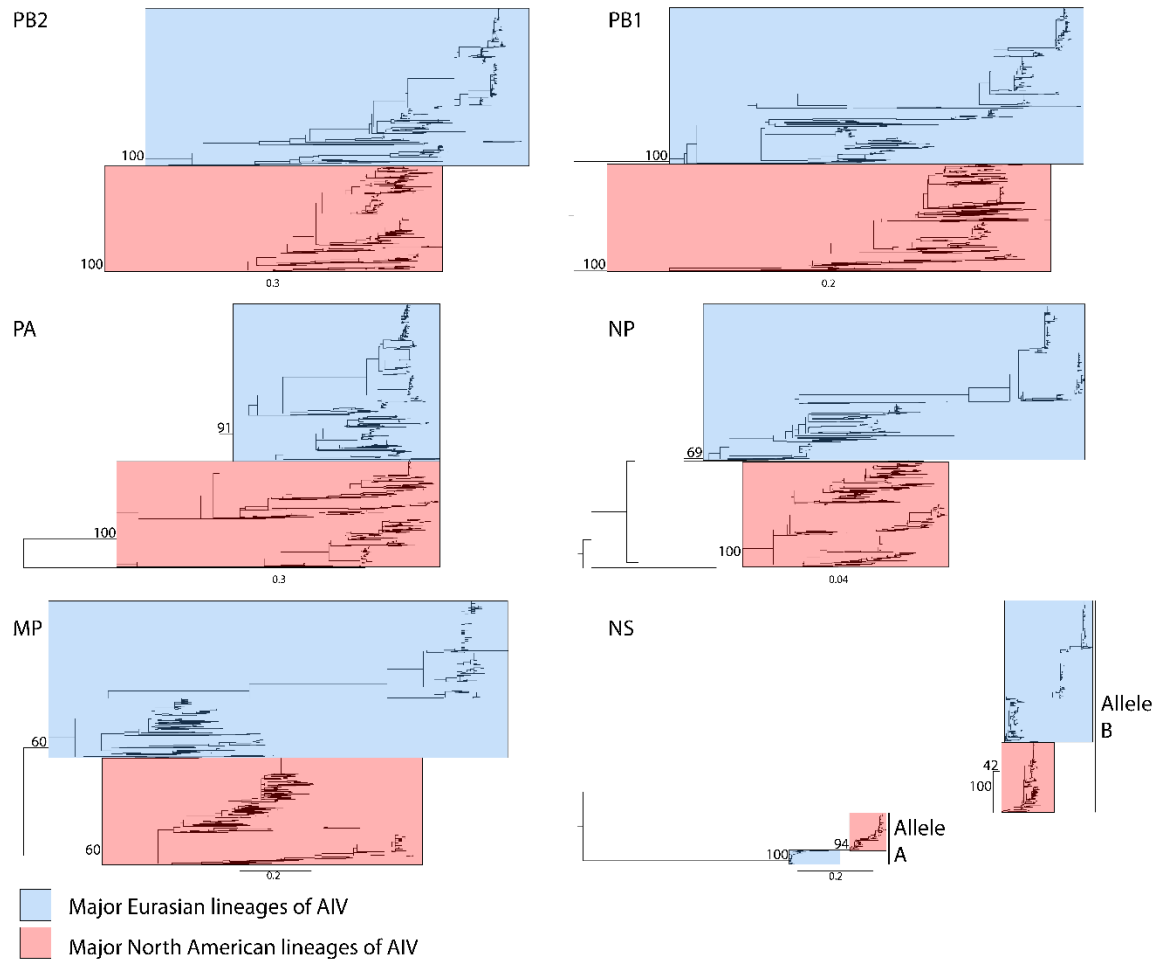 PB2
100
100
0.3
PB1
100
100
0.2
PA
91
100
0.3
NP
69
100
0.04
MP
60
60
0.2
NS
Allele
B
42
100
Allele
A
94
100
0.2
Major Eurasian lineages of AIV
Major North American lineages of AIV